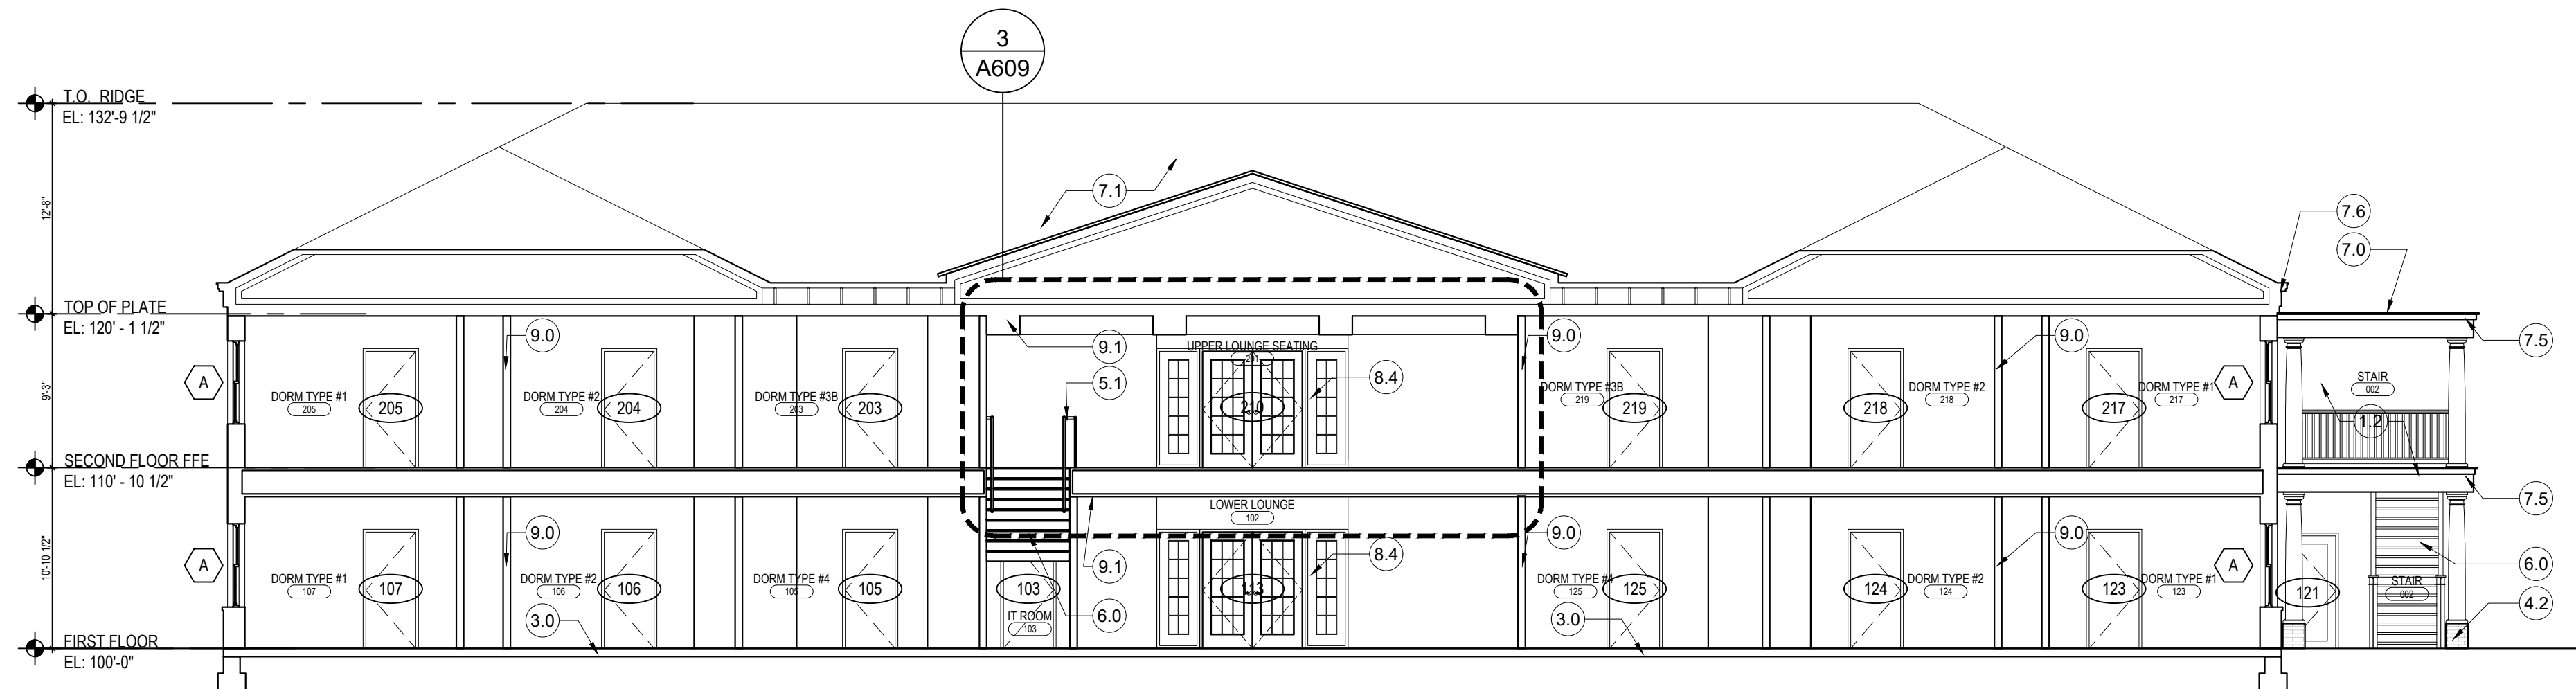 3
A609
T.O. RIDGE
EL: 132'-9 1/2"
12'-8"
7.1
7.6
7.0
TOP OF PLATE
EL: 120' - 1 1/2"
9.0
9.1
UPPER LOUNGE SEATING
201
9.0
9.0
7.5
9'-3"
A
DORM TYPE #1
205
205
DORM TYPE #2
204
204
DORM TYPE #3B
203
203
5.1
210
8.4
DORM TYPE #3B
219
219
218
DORM TYPE #2
218
217
DORM TYPE #1
217
A
STAIR
002
1.2
SECOND FLOOR FFE
EL: 110' - 10 1/2"
10'-10 1/2"
LOWER LOUNGE
102
7.5
9.0
9.1
8.4
9.0
9.0
A
DORM TYPE #1
107
107
DORM TYPE #2
106
106
DORM TYPE #4
105
105
103
IT ROOM
103
6.0
113
DORM TYPE #4
125
125
124
DORM TYPE #2
124
123
DORM TYPE #1
123
A
121
STAIR
002
6.0
4.2
3.0
3.0
FIRST FLOOR
EL: 100'-0"